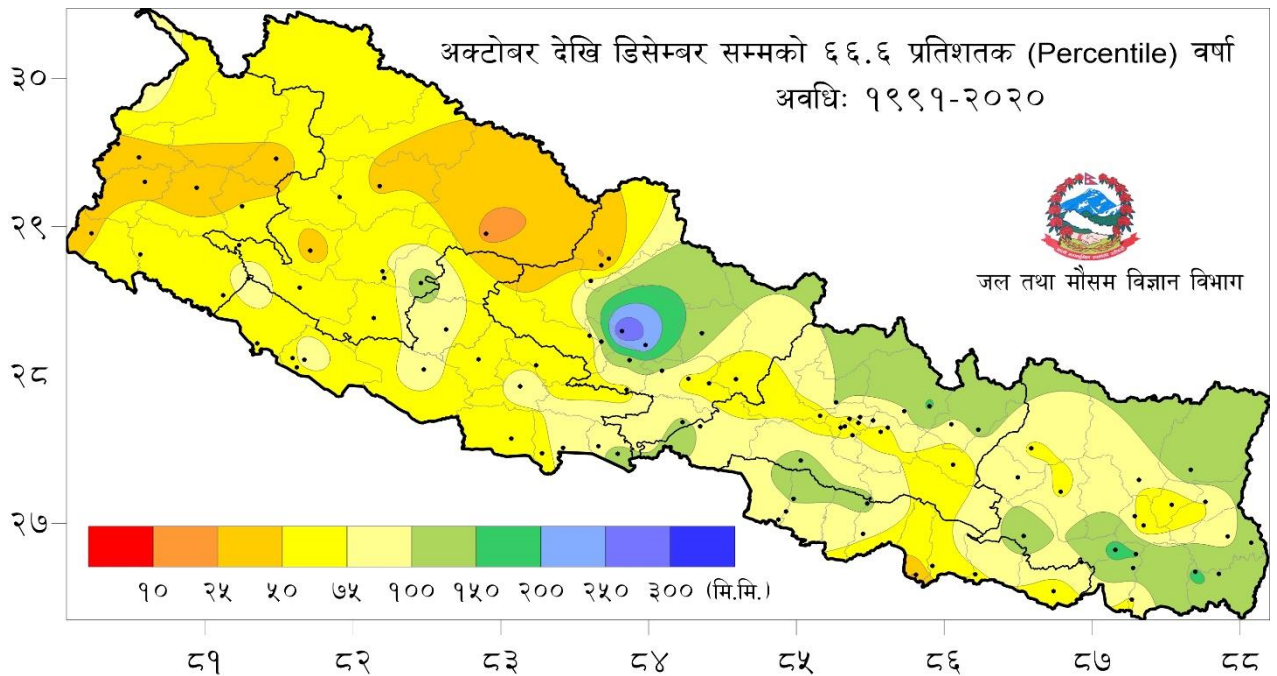 अक्टोबर देखि डिसेम्बर सम्मको ६६.६ प्रतिशतक (Percentile) वर्षा
अवधिः १९९१-२०२०
३०
जल तथा मौसम विज्ञान विभाग
२९
२८
२७
१० २५ ५० ७५ १०० १५० २०० २५० ३०० (मि.मि.)
८१ ८२ ८३ ८४ ८५ ८६ ८७ ८८